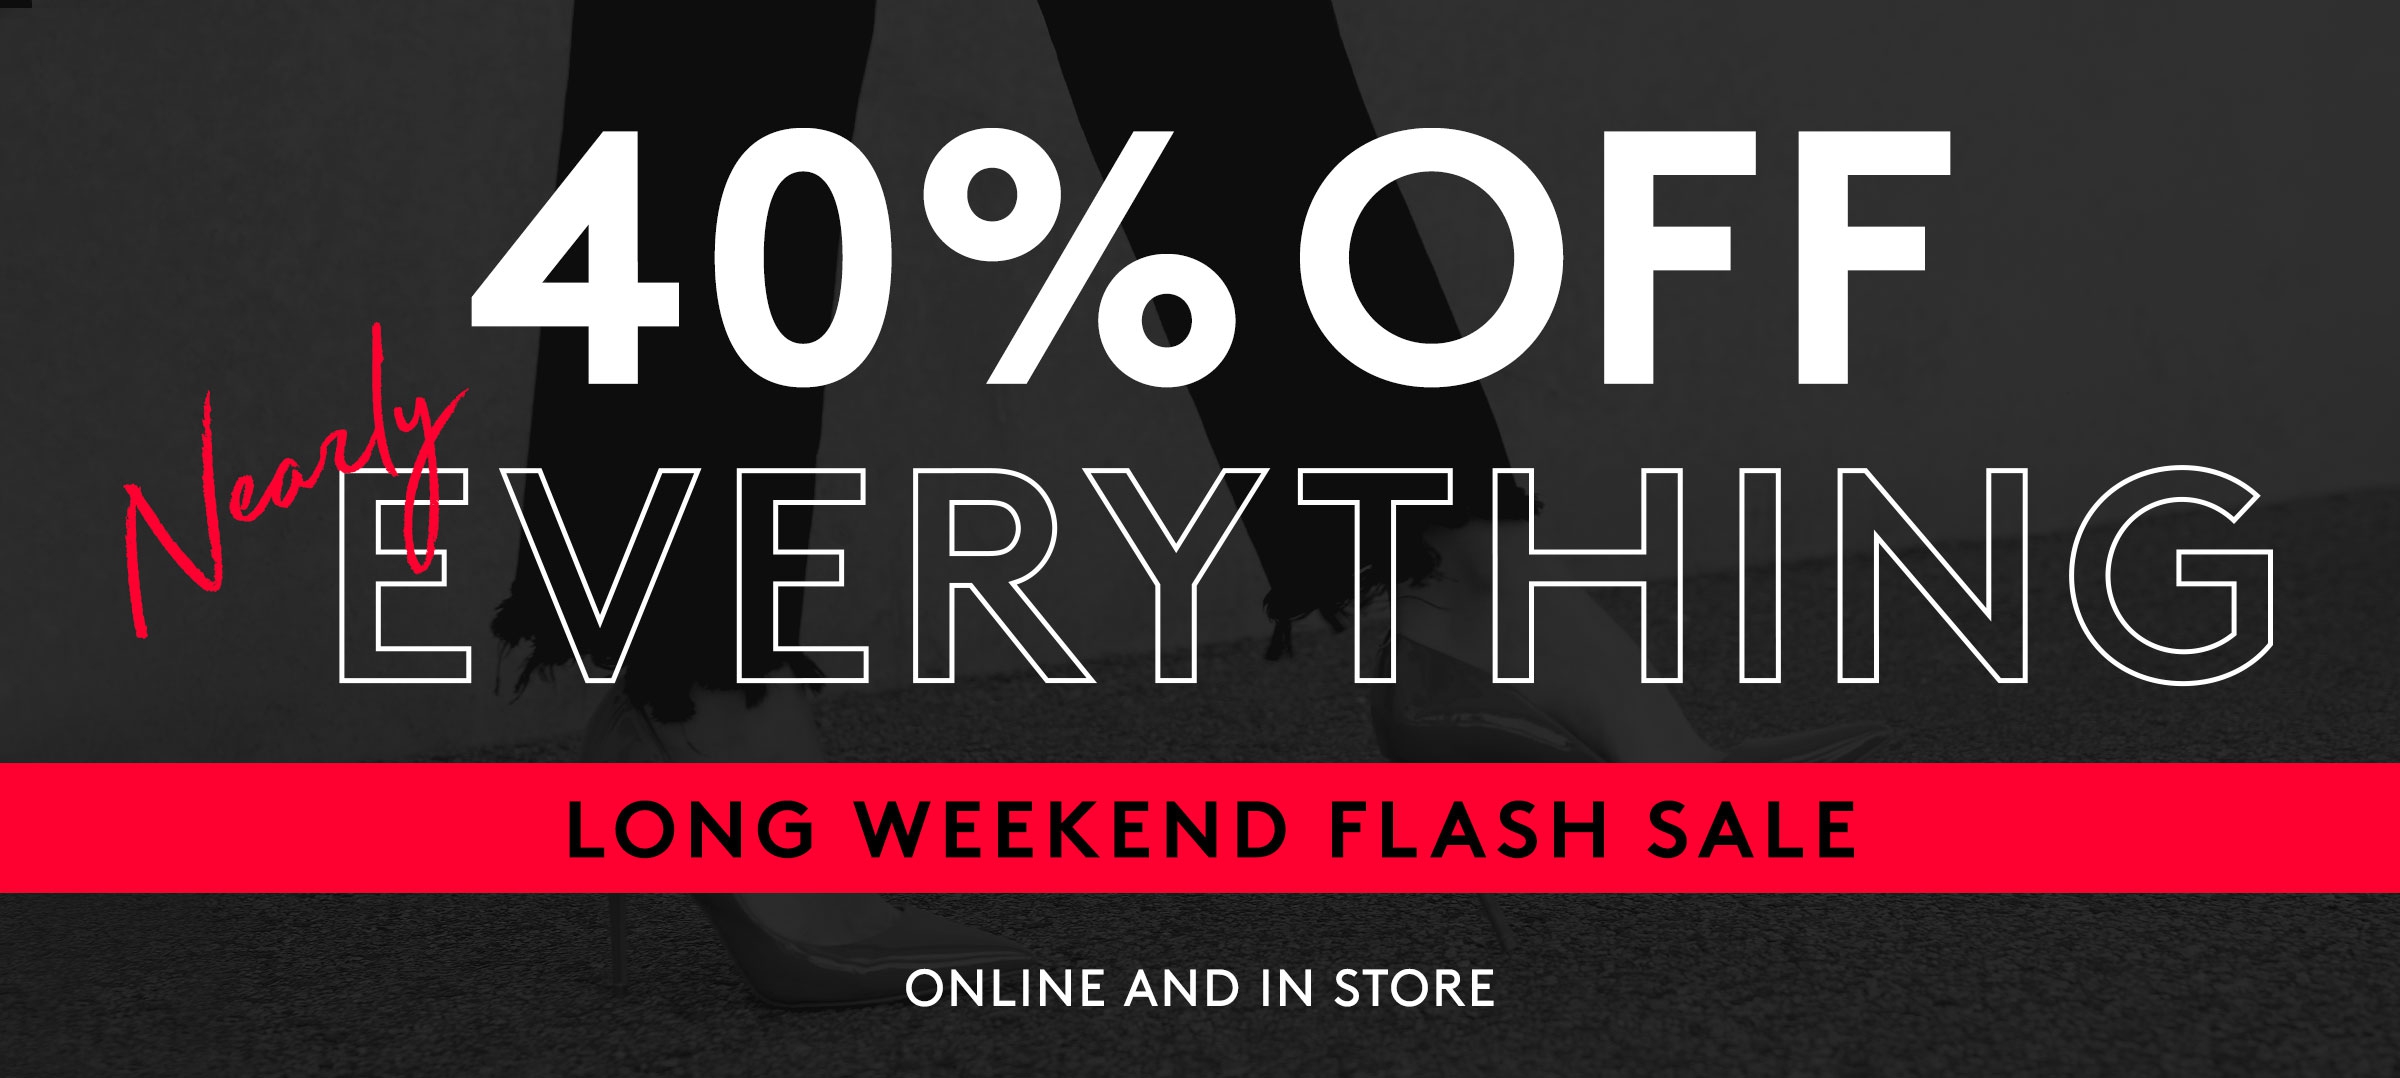 40% OFF
Nearly
EVERYTHING
LONG WEEKEND FLASH SALE
ONLINE AND IN STORE